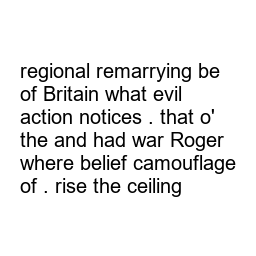 regional remarrying be
of Britain what evil
action notices . that o'
the and had war Roger
where belief camouflage
of . rise the ceiling